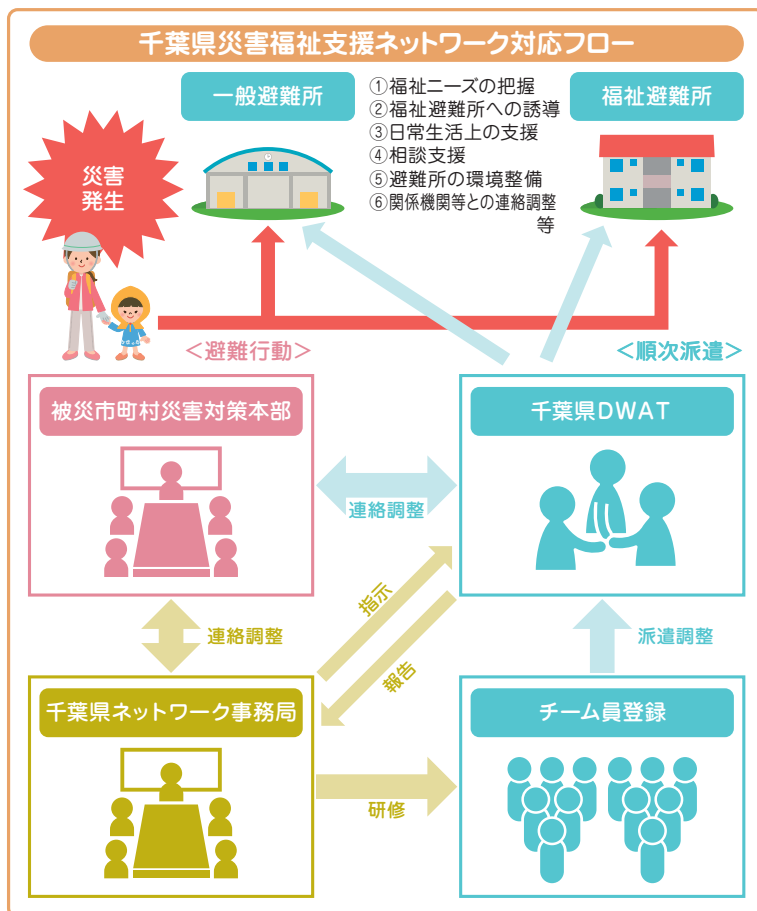 千葉県災害福祉支援ネットワーク対応フロー
一般避難所
①福祉ニーズの把握
②福祉避難所への誘導
③日常生活上の支援
④相談支援
⑤避難所の環境整備
⑥関係機関等との連絡調整
等
福祉避難所
災害
発生
＜避難行動＞
＜順次派遣＞
被災市町村災害対策本部
千葉県DWAT
連絡調整
指示
報告
連絡調整
派遣調整
千葉県ネットワーク事務局
チーム員登録
研修